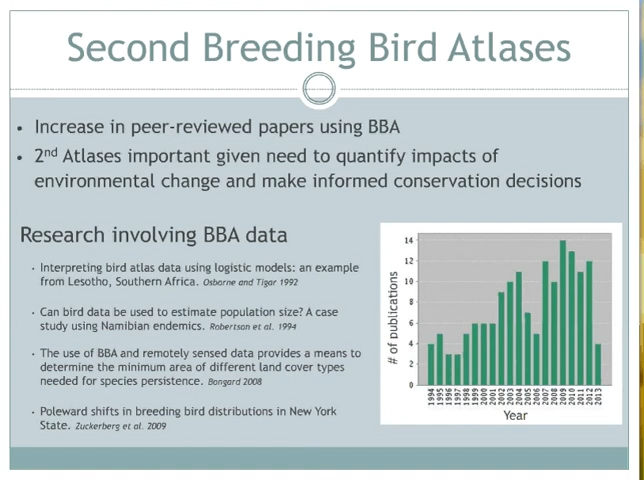 Second Breeding Bird Atlases
• Increase in peer-reviewed papers using BBA
• 2nd Atlases important given need to quantify impacts of
environmental change and make informed conservation decisions
Research involving BBA data
• Interpreting bird atlas data using logistic models: an example
from Lesotho, Southern Africa. Osborne and Tigar 1992
• Can bird data be used to estimate population size? A case
study using Namibian endemics. Robertson et al. 1994
• The use of BBA and remotely sensed data provides a means to
determine the minimum area of different land cover types
needed for species persistence. Bongard 2008
• Poleward shifts in breeding bird distributions in New York
State. Zuckerberg et al. 2009
# of publications
14
12
10
8
6
4
2
0
1994 1995 1996 1997 1998 1999 2000 2001 2002 2003 2004 2005 2006 2007 2008 2009 2010 2011 2012 2013
Year